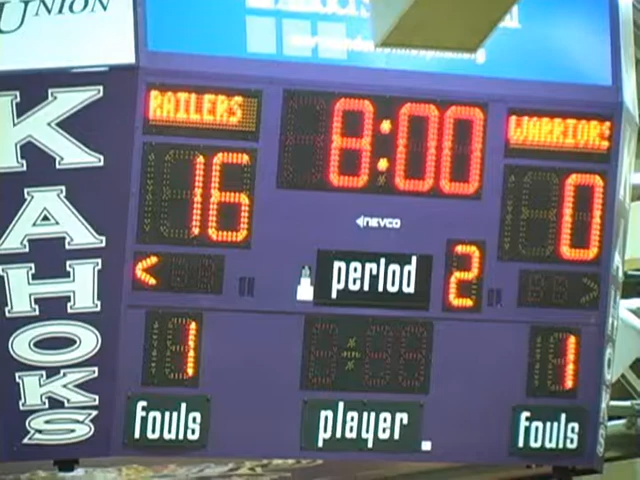 UNION
KAHOKS
RAILERS
8:00
WARRIORS
16
0
NEVCO
<
period
2
1
1
fouls
player
fouls